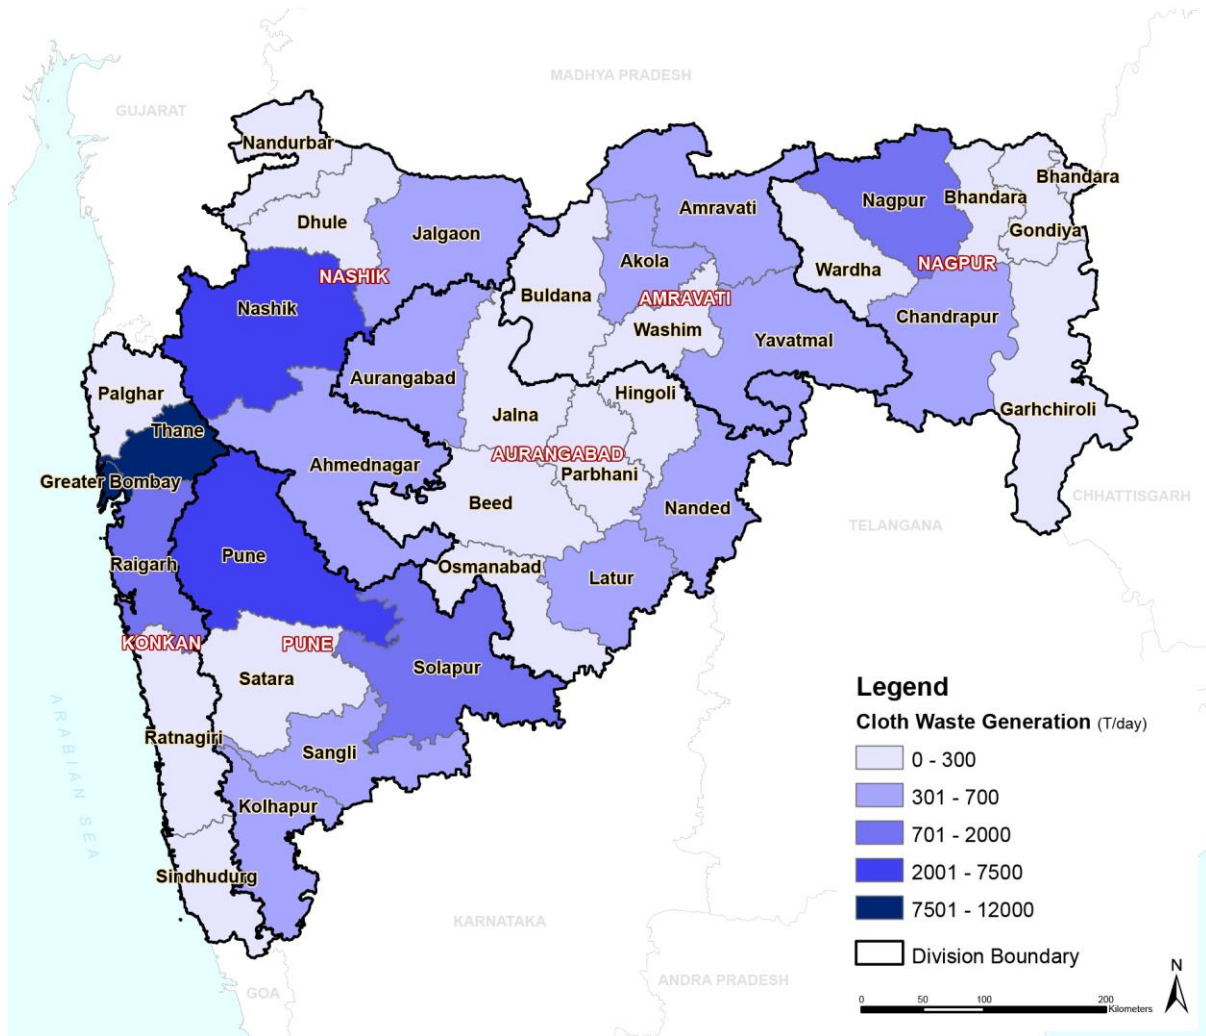 MADHYA PRADESH
GUJARAT
Nandurbar
Bhandara
Dhule
Jalgaon
Amravati
Nagpur
Bhandara
Gondiya
NASHIK
Akola
Wardha
NAGPUR
Nashik
Buldana
AMRAVATI
Washim
Chandrapur
Yavatmal
Palghar
Aurangabad
Hingoli
Jalna
Garhchiroli
Thane
AURANGABAD
Ahmednagar
Parbhani
Greater Bombay
Beed
Nanded
CHHATTISGARH
TELANGANA
Pune
Raigarh
Osmanabad
Latur
KONKAN
PUNE
Solapur
Satara
ARABIAN SEA
Ratnagiri
Sangli
Kolhapur
Sindhudurg
KARNATAKA
GOA
ANDRA PRADESH
Legend
Cloth Waste Generation (T/day)
0 - 300
301 - 700
701 - 2000
2001 - 7500
7501 - 12000
Division Boundary
N
0 50 100 200
Kilometers